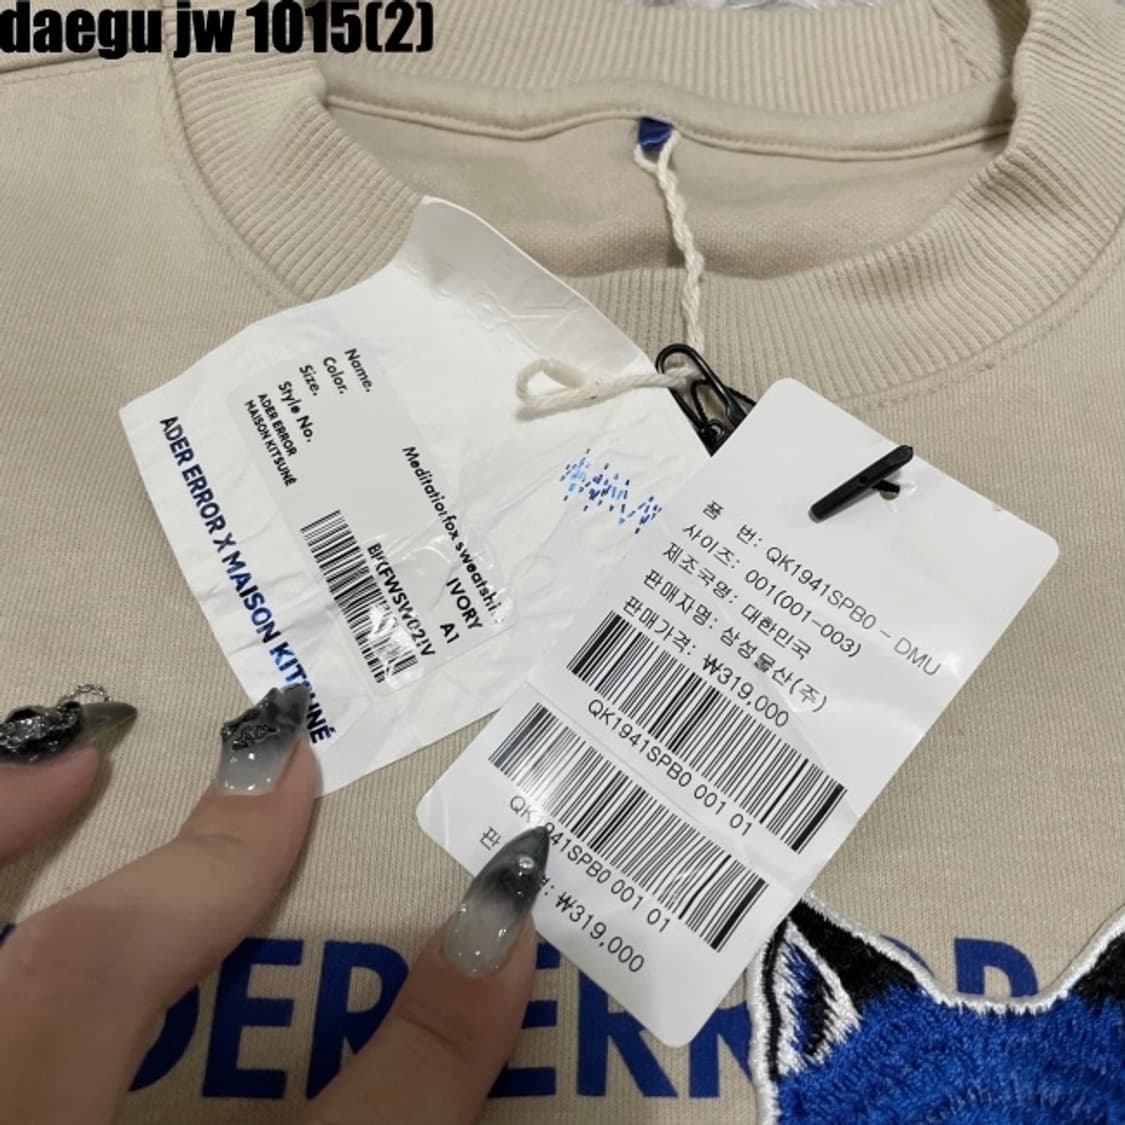 daegu jw 1015(2)
Name.
Color.
Size.
Style No.
ADER ERROR
MAISON KITSUNÉ
IVORY
A1
ADER ERROR X MAISON KITSUNÉ
품 번: QK1941SPB0 - DMU
사이즈: 001(001-003)
제조국명: 대한민국
판매자명: 삼성물산(주)
판매가격: ₩319,000
QK1941SPB0 001 01
QK1941SPB0 001 01
₩319,000